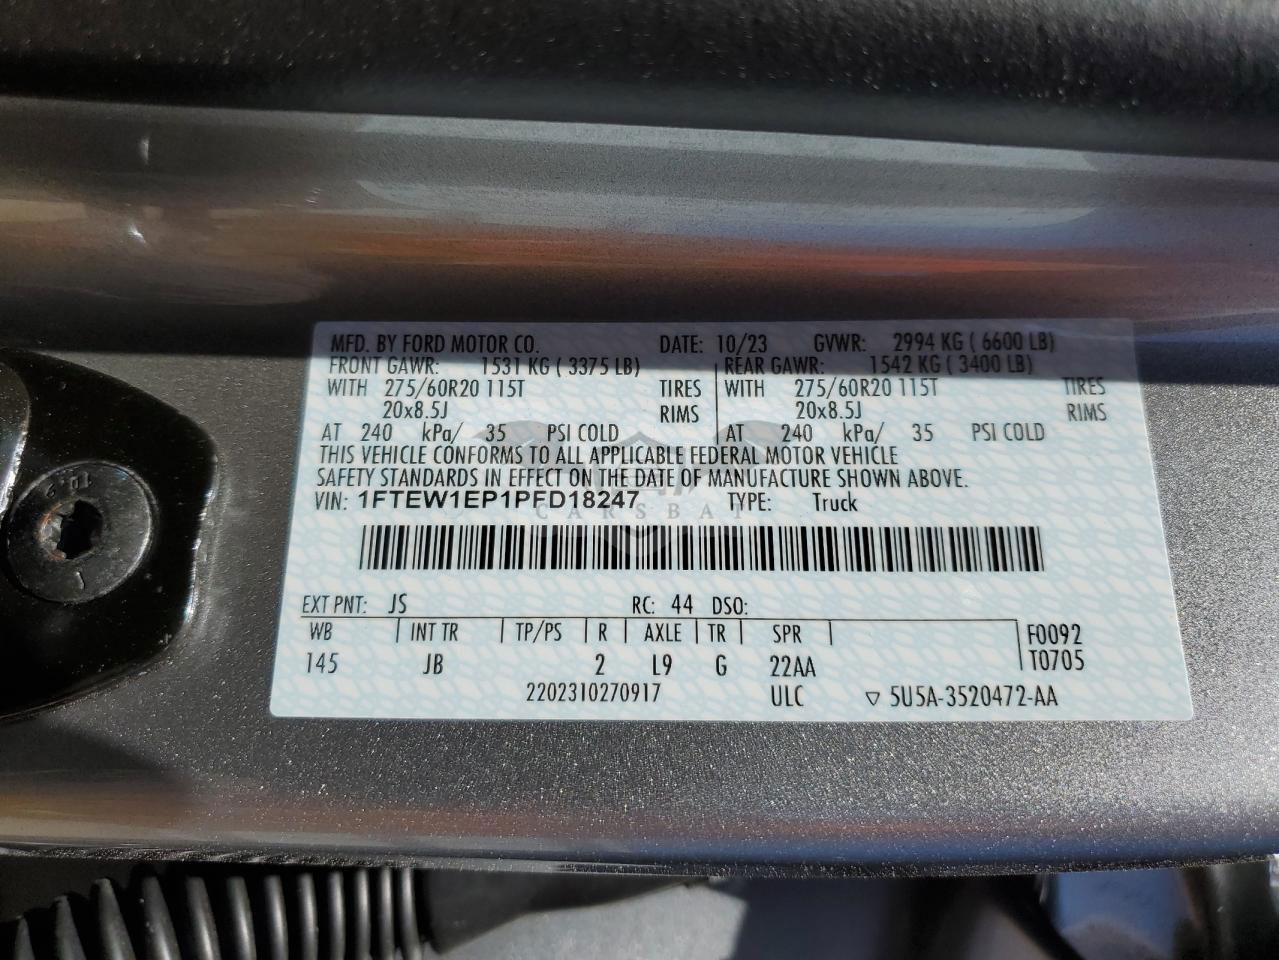 MFD. BY FORD MOTOR CO. DATE: 10/23 GVWR: 2994 KG ( 6600 LB)
FRONT GAWR: 1531 KG ( 3375 LB) REAR GAWR: 1542 KG ( 3400 LB)
WITH 275/60R20 115T TIRES WITH 275/60R20 115T TIRES
20x8.5J RIMS 20x8.5J RIMS
AT 240 kPa/ 35 PSI COLD AT 240 kPa/ 35 PSI COLD
THIS VEHICLE CONFORMS TO ALL APPLICABLE FEDERAL MOTOR VEHICLE
SAFETY STANDARDS IN EFFECT ON THE DATE OF MANUFACTURE SHOWN ABOVE.
VIN: 1FTEW1EP1PFD18247 TYPE: Truck
CARSBAT
EXT PNT: JS RC: 44 DSO:
WB INT TR TP/PS R AXLE TR SPR F0092
145 JB 2 L9 G 22AA T0705
2202310270917 ULC ▽ 5U5A-3520472-AA
10.9